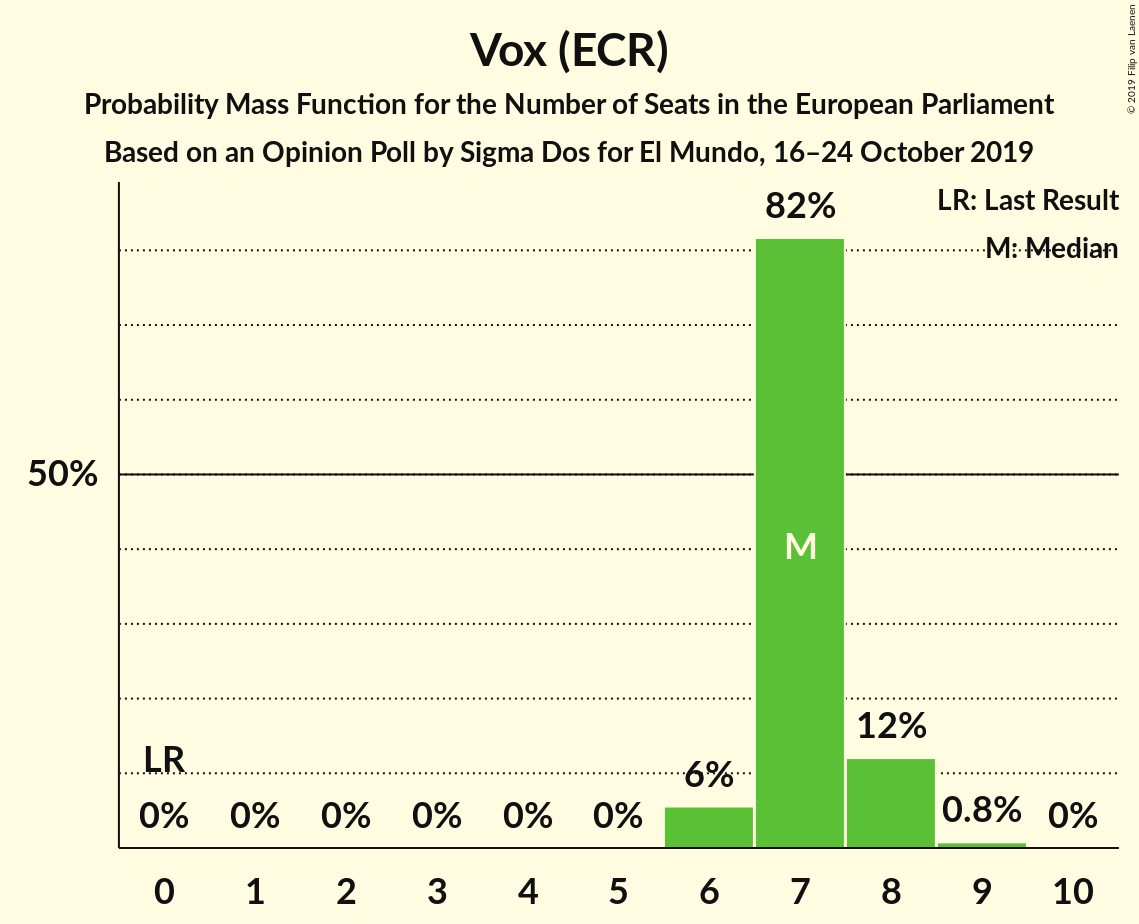 Vox (ECR)
Probability Mass Function for the Number of Seats in the European Parliament
Based on an Opinion Poll by Sigma Dos for El Mundo, 16–24 October 2019
© 2019 Filip van Laenen
LR: Last Result
M: Median
82%
50%
M
12%
LR
6%
0% 0% 0% 0% 0% 0% 0.8% 0%
0 1 2 3 4 5 6 7 8 9 10